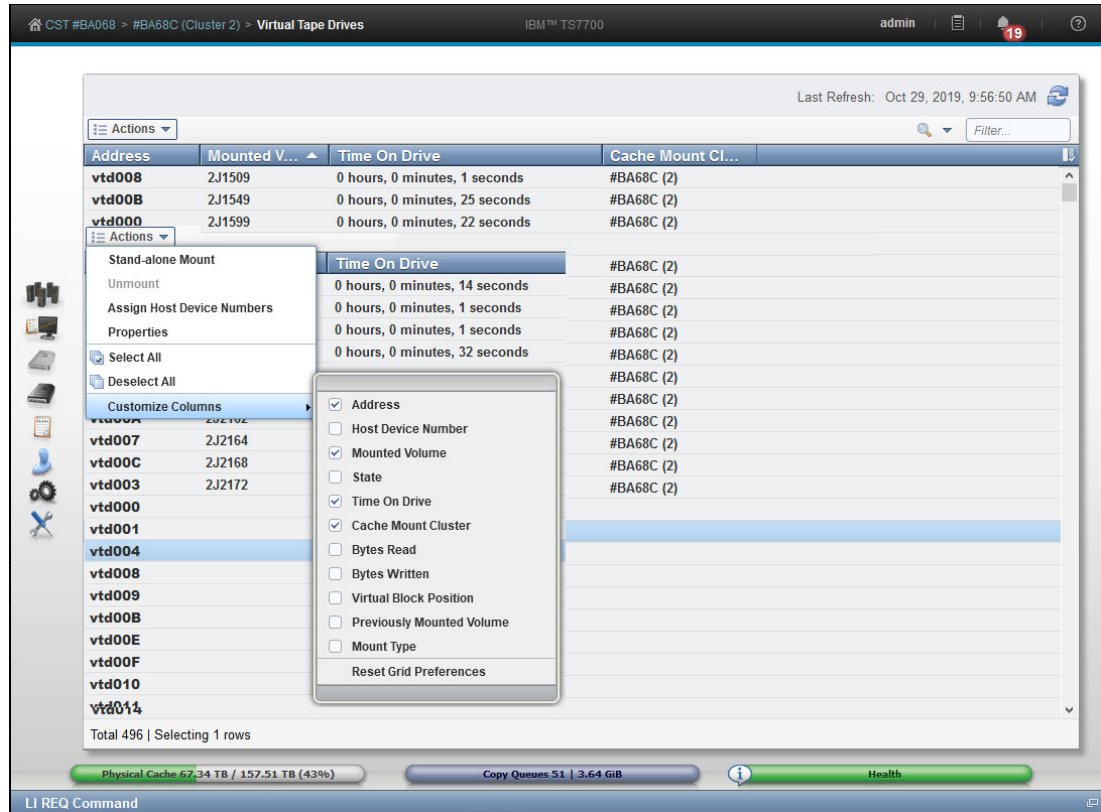 CST #BA068 > #BA68C (Cluster 2) > Virtual Tape Drives IBM™ TS7700 admin 19
Last Refresh: Oct 29, 2019, 9:56:50 AM
Actions Filter...
Address Mounted V... Time On Drive Cache Mount Cl...
vtd008 2J1509 0 hours, 0 minutes, 1 seconds #BA68C (2)
vtd00B 2J1549 0 hours, 0 minutes, 25 seconds #BA68C (2)
vtd000 2J1599 0 hours, 0 minutes, 22 seconds #BA68C (2)
Actions
Stand-alone Mount Time On Drive #BA68C (2)
Unmount 0 hours, 0 minutes, 14 seconds #BA68C (2)
Assign Host Device Numbers 0 hours, 0 minutes, 1 seconds #BA68C (2)
Properties 0 hours, 0 minutes, 1 seconds #BA68C (2)
Select All 0 hours, 0 minutes, 32 seconds #BA68C (2)
Deselect All #BA68C (2)
Customize Columns Address #BA68C (2)
Host Device Number #BA68C (2)
vtd007 2J2164 Mounted Volume #BA68C (2)
vtd00C 2J2168 State #BA68C (2)
vtd003 2J2172 Time On Drive #BA68C (2)
vtd000
vtd001 Cache Mount Cluster
vtd004 Bytes Read
vtd008 Bytes Written
vtd009 Virtual Block Position
vtd00B Previously Mounted Volume
vtd00E Mount Type
vtd00F Reset Grid Preferences
vtd010
Total 496 | Selecting 1 rows
Physical Cache 67.34 TB / 157.51 TB (43%) Copy Queues 51 | 3.64 GiB Health
LI REQ Command